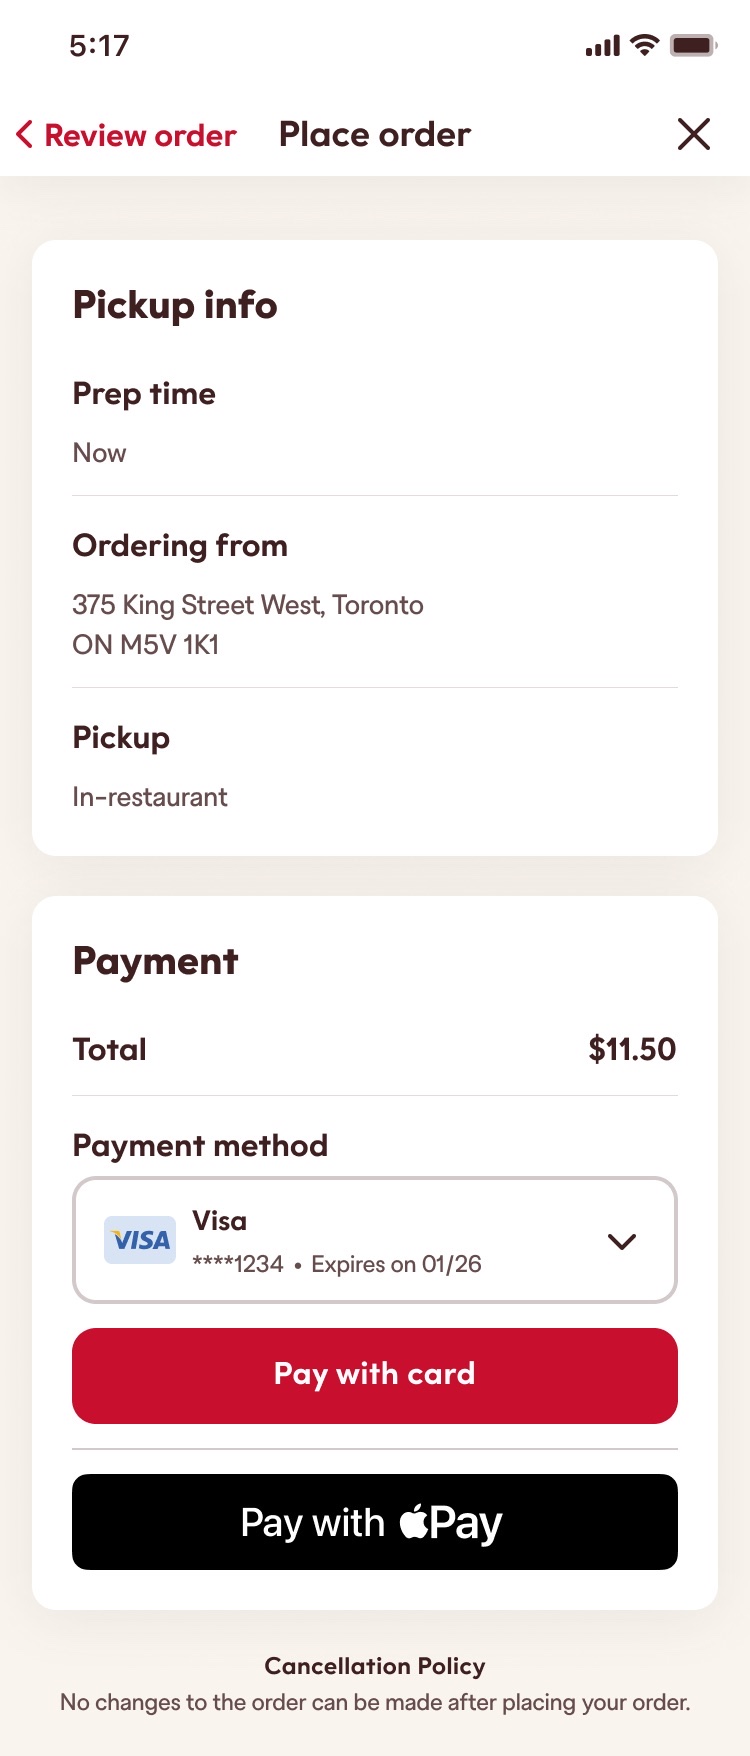 5:17
Review order
Place order
Pickup info
Prep time
Now
Ordering from
375 King Street West, Toronto
ON M5V 1K1
Pickup
In-restaurant
Payment
Total $11.50
Payment method
VISA
Visa
****1234 • Expires on 01/26
Pay with card
Pay with Pay
Cancellation Policy
No changes to the order can be made after placing your order.